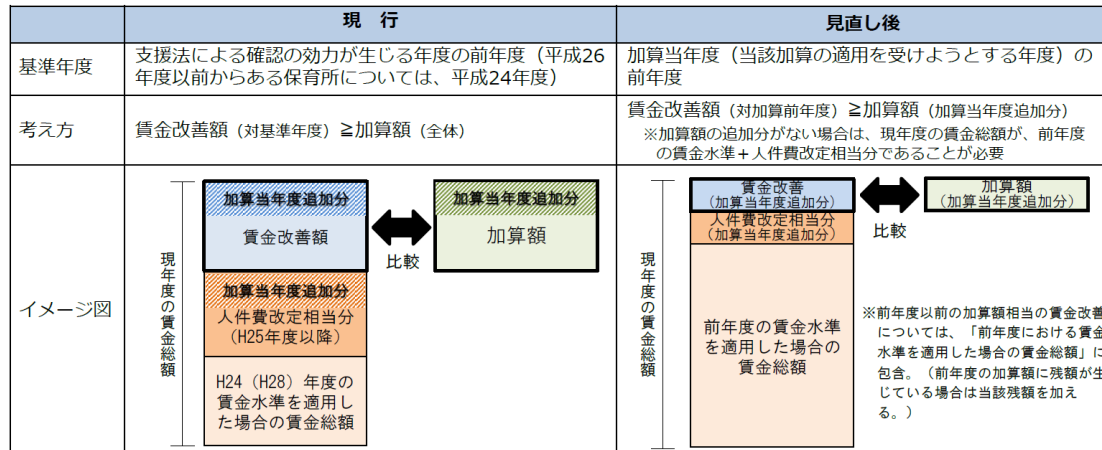 現 行
見直し後
基準年度
支援法による確認の効力が生じる年度の前年度（平成26
年度以前からある保育所については、平成24年度）
加算当年度（当該加算の適用を受けようとする年度）の
前年度
考え方
賃金改善額（対基準年度）≧加算額（全体）
賃金改善額（対加算前年度）≧加算額（加算当年度追加分）
※加算額の追加分がない場合は、現年度の賃金総額が、前年度
の賃金水準＋人件費改定相当分であることが必要
イメージ図
現年度の賃金総額
加算当年度追加分
賃金改善額
加算当年度追加分
人件費改定相当分
（H25年度以降）
H24（H28）年度の
賃金水準を適用し
た場合の賃金総額
比較
加算当年度追加分
加算額
現年度の賃金総額
賃金改善
（加算当年度追加分）
人件費改定相当分
（加算当年度追加分）
前年度の賃金水準
を適用した場合の
賃金総額
比較
加算額
（加算当年度追加分）
※前年度以前の加算額相当の賃金改善
については、「前年度における賃金
水準を適用した場合の賃金総額」に
包含。（前年度の加算額に残額が生
じている場合は当該残額を加え
る。）